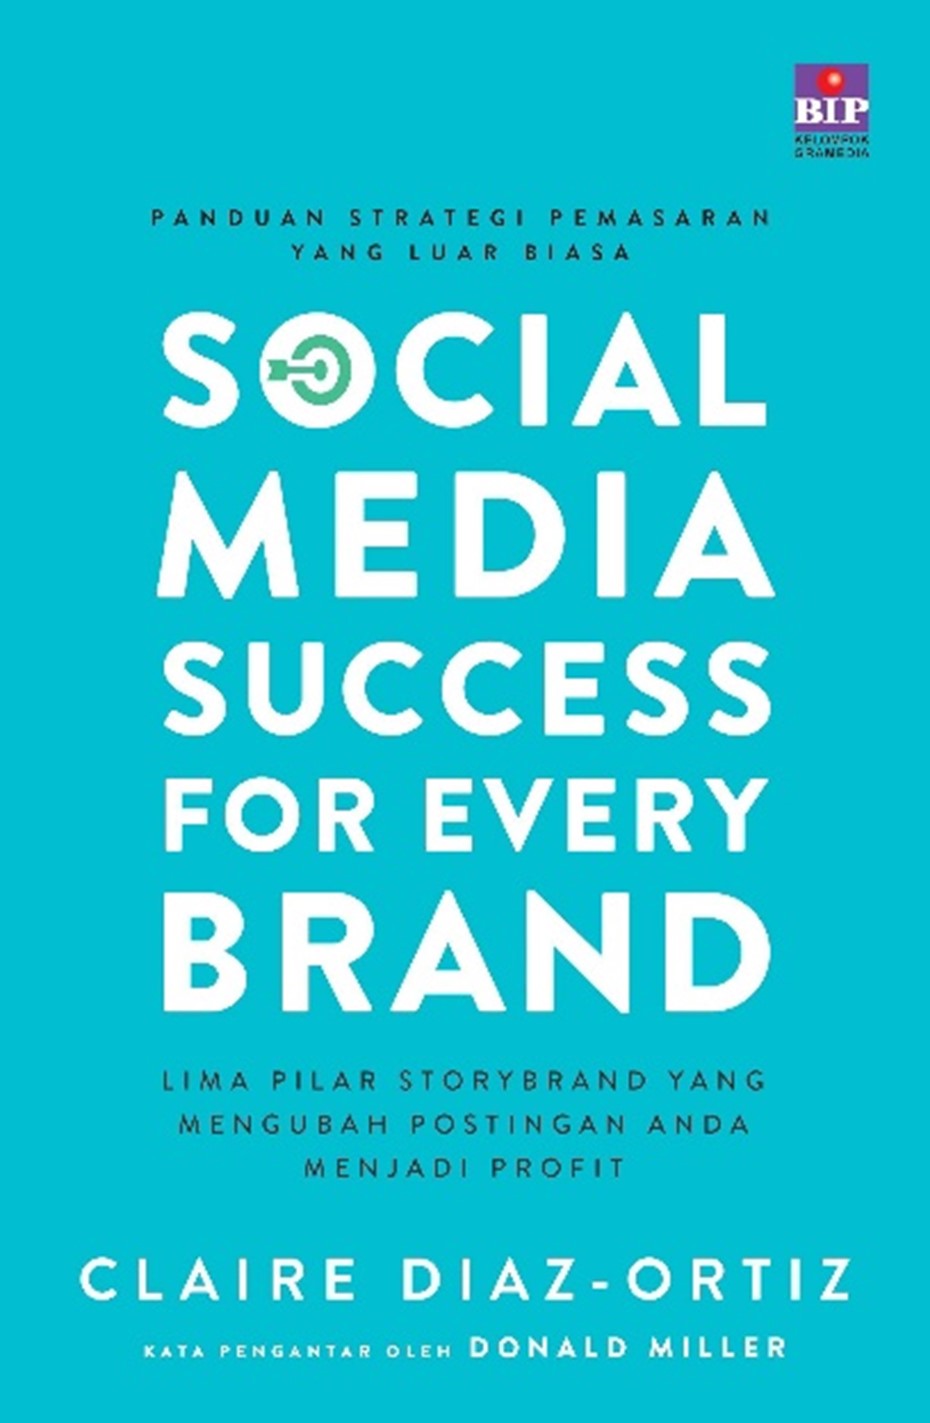 BIP
KELOMPOK
GRAMEDIA
PANDUAN STRATEGI PEMASARAN
YANG LUAR BIASA
SOCIAL
MEDIA
SUCCESS
FOR EVERY
BRAND
LIMA PILAR STORYBRAND YANG
MENGUBAH POSTINGAN ANDA
MENJADI PROFIT
CLAIRE DIAZ-ORTIZ
KATA PENGANTAR OLEH DONALD MILLER